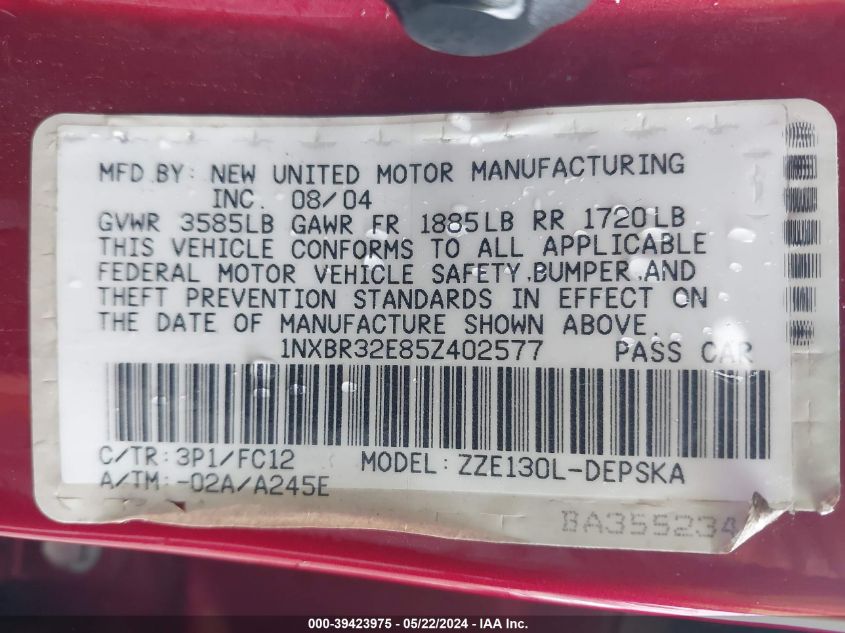 MFD.BY: NEW UNITED MOTOR MANUFACTURING
INC. 08/04
GVWR 3585LB GAWR FR 1885LB RR 1720LB
THIS VEHICLE CONFORMS TO ALL APPLICABLE
FEDERAL MOTOR VEHICLE SAFETY,BUMPER,AND
THEFT PREVENTION STANDARDS IN EFFECT ON
THE DATE OF MANUFACTURE SHOWN ABOVE.
1NXBR32E85Z402577 PASS CAR
C/TR:3P1/FC12 MODEL:ZZE130L-DEPSKA
A/TM:-02A/A245E
BA355234
000-39423975 - 05/22/2024 - IAA Inc.